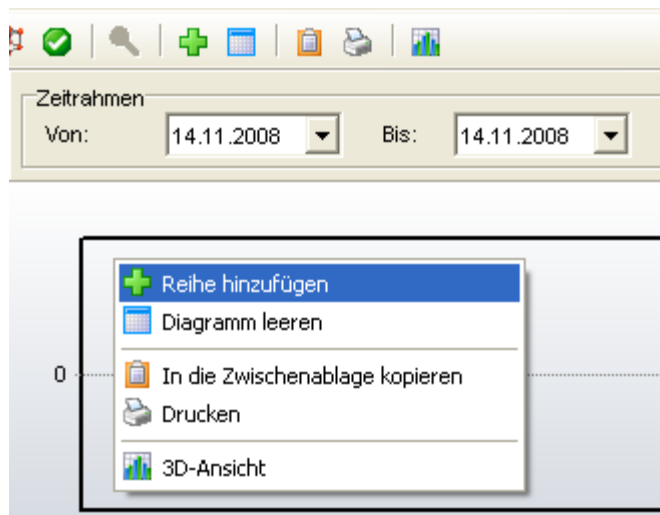 Zeitrahmen
Von: 14.11.2008 Bis: 14.11.2008
Reihe hinzufügen
Diagramm leeren
0
In die Zwischenablage kopieren
Drucken
3D-Ansicht